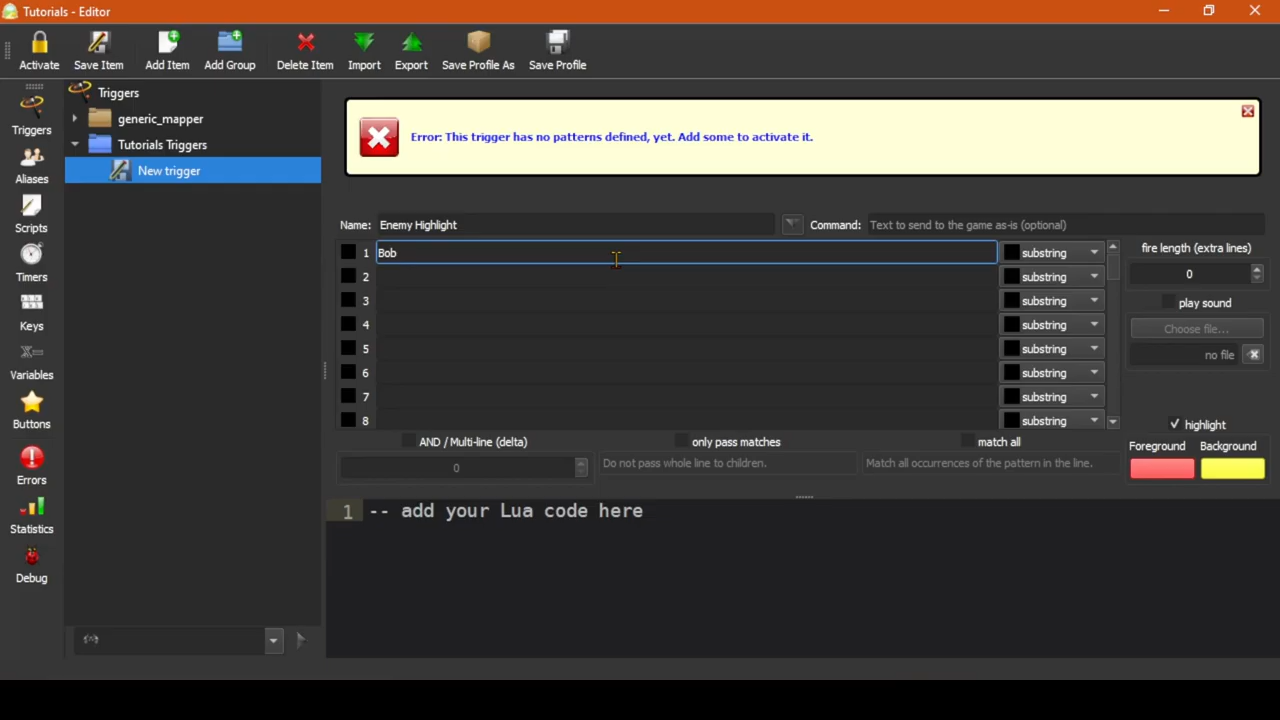 Tutorials - Editor
Activate Save Item Add Item Add Group Delete Item Import Export Save Profile As Save Profile
Triggers
Aliases
Scripts
Timers
Keys
Variables
Buttons
Errors
Statistics
Debug
Triggers
generic_mapper
Tutorials Triggers
New trigger
Error: This trigger has no patterns defined, yet. Add some to activate it.
Name: Enemy Highlight Command: Text to send to the game as-is (optional)
1 Bob substring
2 substring
3 substring
4 substring
5 substring
6 substring
7 substring
8 substring
fire length (extra lines)
0
play sound
Choose file...
no file
highlight
Foreground Background
AND / Multi-line (delta) only pass matches match all
0 Do not pass whole line to children. Match all occurrences of the pattern in the line.
1 -- add your Lua code here